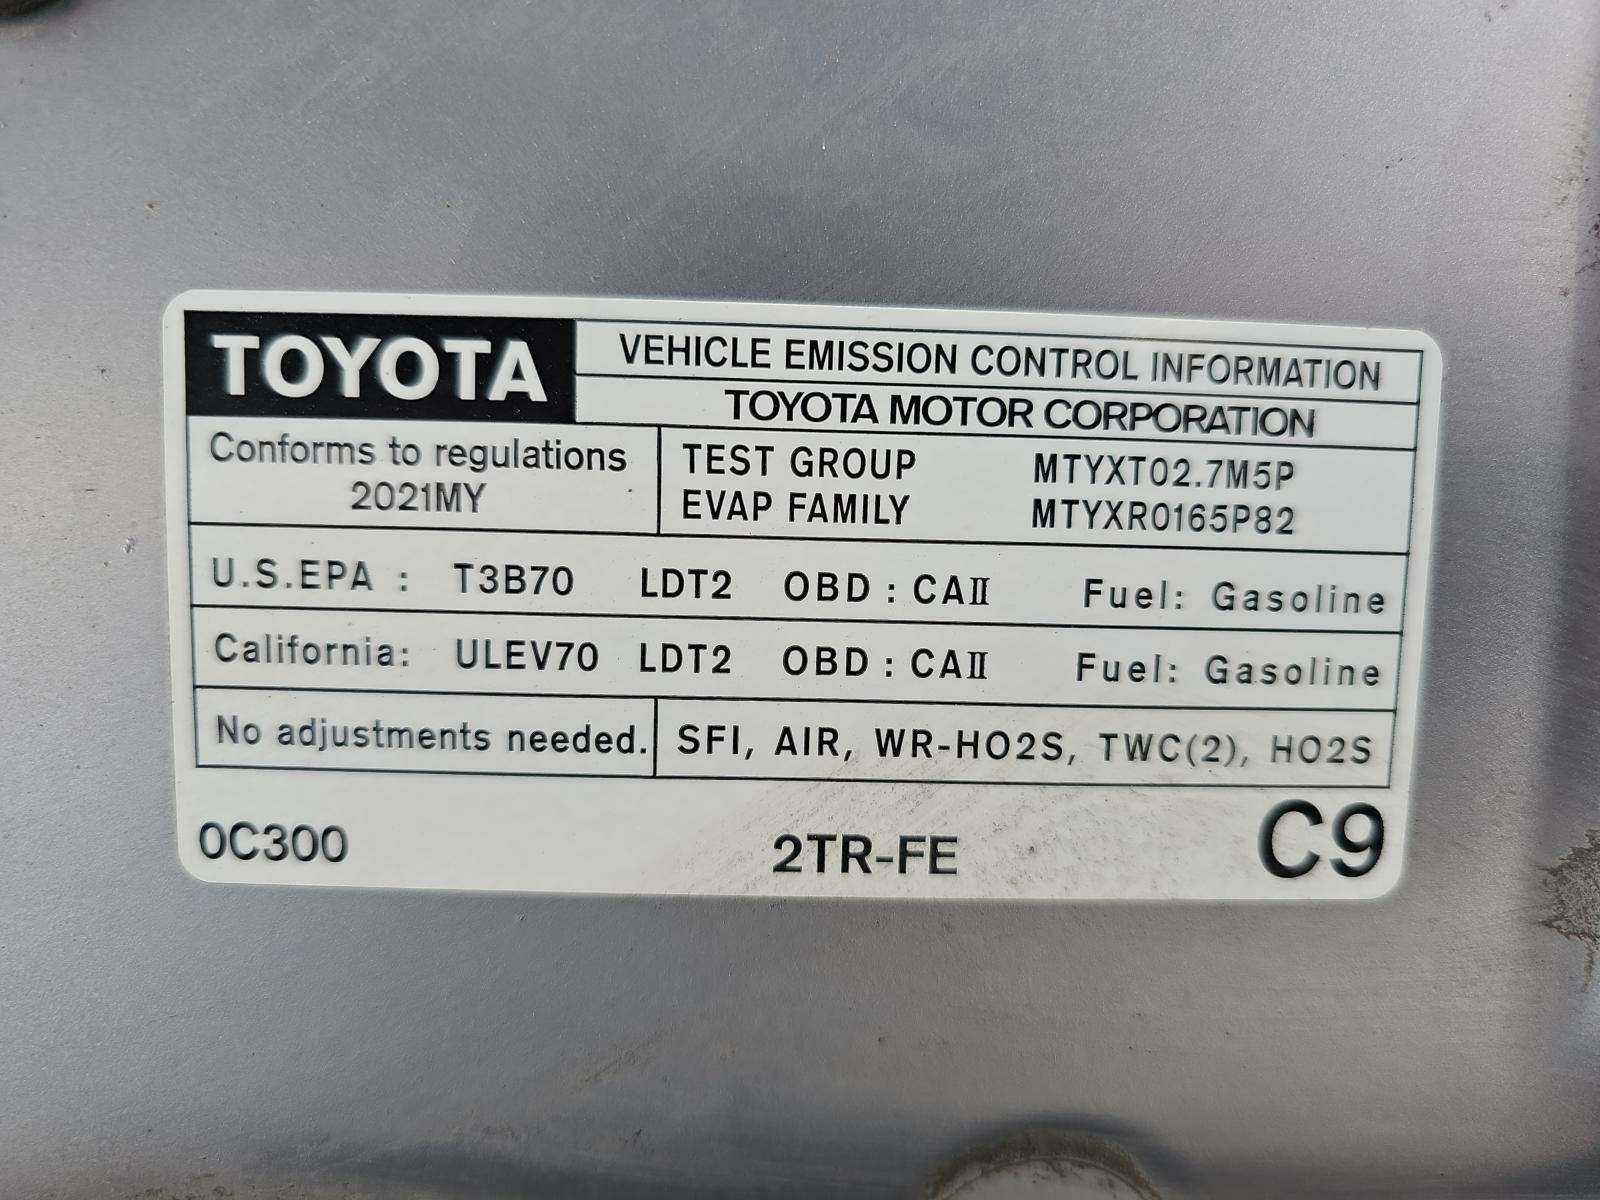 TOYOTA
VEHICLE EMISSION CONTROL INFORMATION
TOYOTA MOTOR CORPORATION
Conforms to regulations
2021MY
TEST GROUP MTYXT02.7M5P
EVAP FAMILY MTYXR0165P82
U.S.EPA : T3B70 LDT2 OBD : CAⅡ Fuel: Gasoline
California: ULEV70 LDT2 OBD : CAⅡ Fuel: Gasoline
No adjustments needed. SFI, AIR, WR-HO2S, TWC(2), HO2S
0C300 2TR-FE C9